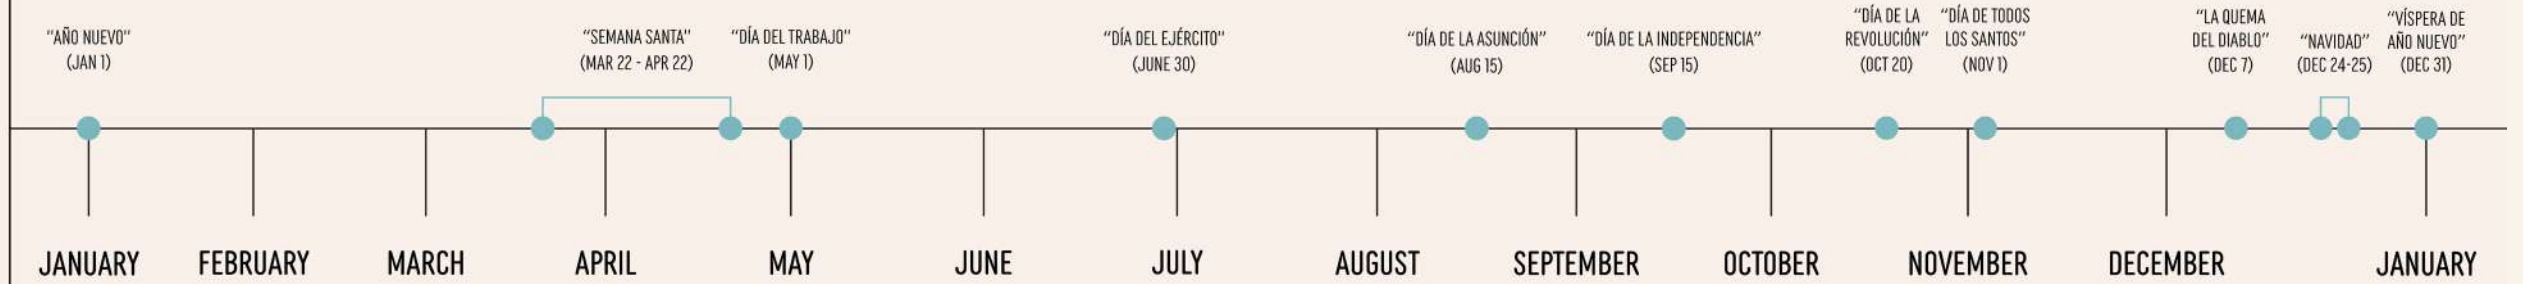 "AÑO NUEVO"
(JAN 1)
"SEMANA SANTA"
(MAR 22 - APR 22)
"DÍA DEL TRABAJO"
(MAY 1)
"DÍA DEL EJÉRCITO"
(JUNE 30)
"DÍA DE LA ASUNCIÓN"
(AUG 15)
"DÍA DE LA INDEPENDENCIA"
(SEP 15)
"DÍA DE LA
REVOLUCIÓN"
(OCT 20)
"DÍA DE TODOS
LOS SANTOS"
(NOV 1)
"LA QUEMA
DEL DIABLO"
(DEC 7)
"NAVIDAD"
(DEC 24-25)
"VÍSPERA DE
AÑO NUEVO"
(DEC 31)
JANUARY
FEBRUARY
MARCH
APRIL
MAY
JUNE
JULY
AUGUST
SEPTEMBER
OCTOBER
NOVEMBER
DECEMBER
JANUARY